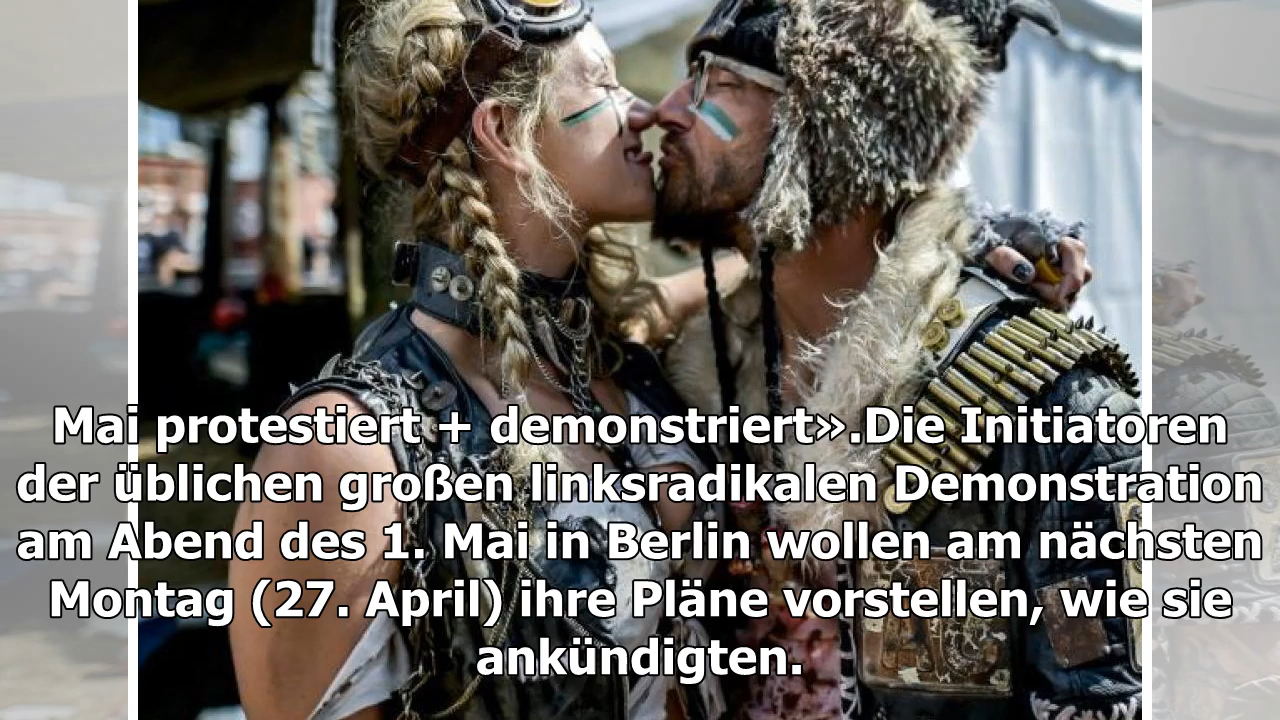 Mai protestiert + demonstriert».Die Initiatoren
der üblichen großen linksradikalen Demonstration
am Abend des 1. Mai in Berlin wollen am nächsten
Montag (27. April) ihre Pläne vorstellen, wie sie
ankündigten.